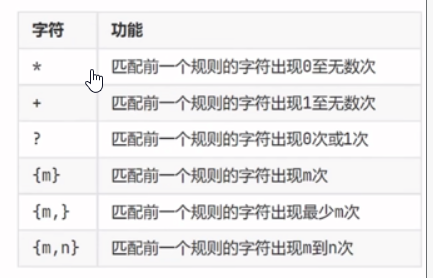 字符 功能
* 匹配前一个规则的字符出现0至无数次
+ 匹配前一个规则的字符出现1至无数次
? 匹配前一个规则的字符出现0次或1次
{m} 匹配前一个规则的字符出现m次
{m,} 匹配前一个规则的字符出现最少m次
{m,n} 匹配前一个规则的字符出现m到n次